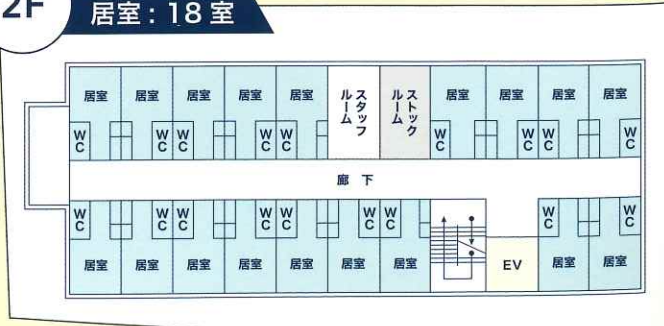 2F
居室：18室
居室 居室 居室 居室 居室 スタッフルーム ストックルーム 居室 居室 居室 居室
WC WC WC WC WC WC WC WC WC
廊下
WC WC WC WC WC WC WC WC WC
居室 居室 居室 居室 居室 居室 居室 EV 居室 居室